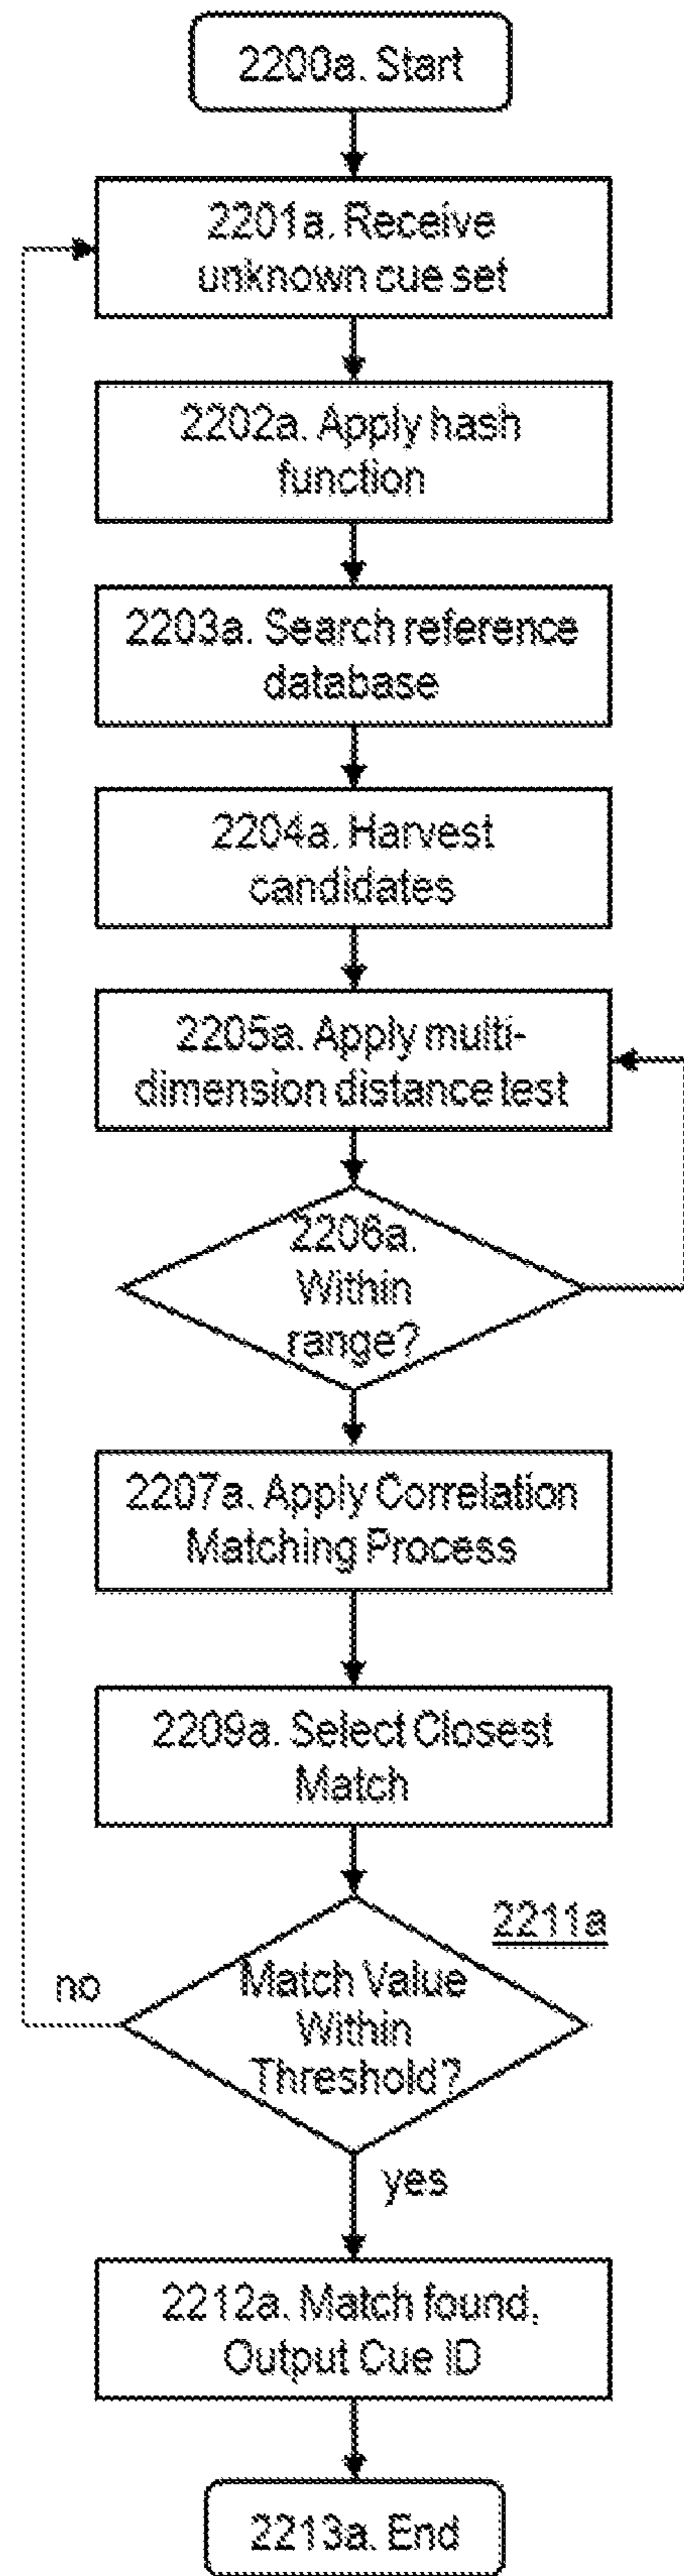 2200a. Start
2201a. Receive
unknown cue set
2202a. Apply hash
function
2203a. Search reference
database
2204a. Harvest
candidates
2205a. Apply multi-
dimension distance test
2206a.
Within
range?
2207a. Apply Correlation
Matching Process
2209a. Select Closest
Match
2211a
no
Match Value
Within
Threshold?
yes
2212a. Match found,
Output Cue ID
2213a. End